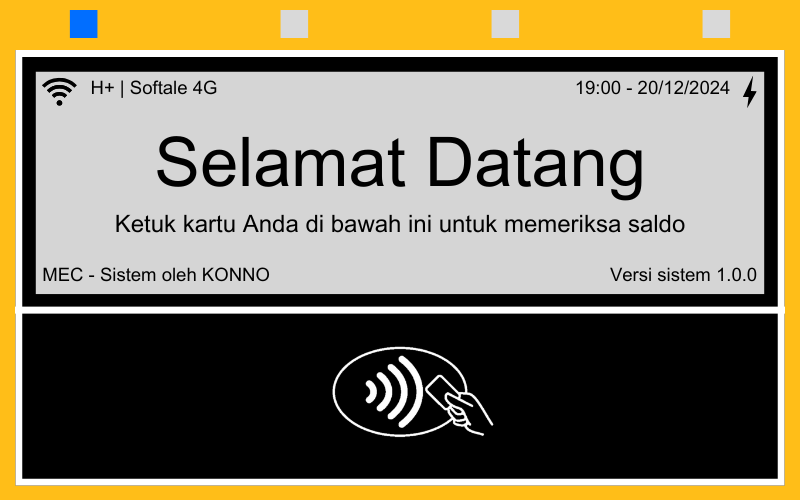 H+ | Softale 4G
19:00 - 20/12/2024
Selamat Datang
Ketuk kartu Anda di bawah ini untuk memeriksa saldo
MEC - Sistem oleh KONNO
Versi sistem 1.0.0